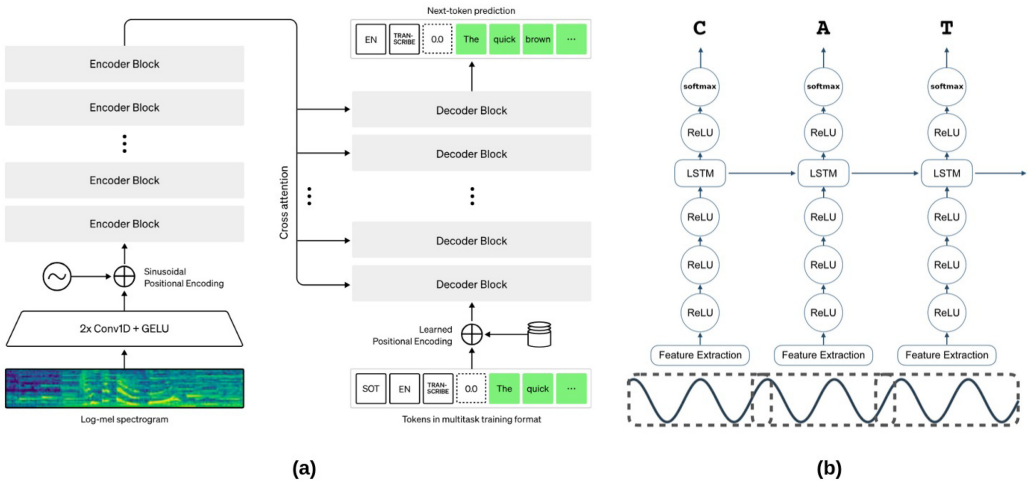 Next-token prediction
EN TRAN-
SCRIBE 0.0 The quick brown ...
Encoder Block
Encoder Block
Encoder Block
Encoder Block
Sinusoidal
Positional Encoding
2x Conv1D + GELU
Log-mel spectrogram
Cross attention
Decoder Block
Decoder Block
Decoder Block
Decoder Block
Learned
Positional Encoding
SOT EN TRAN-
SCRIBE 0.0 The quick ...
Tokens in multitask training format
(a)
C A T
softmax softmax softmax
ReLU ReLU ReLU
LSTM LSTM LSTM
ReLU ReLU ReLU
ReLU ReLU ReLU
ReLU ReLU ReLU
Feature Extraction Feature Extraction Feature Extraction
(b)